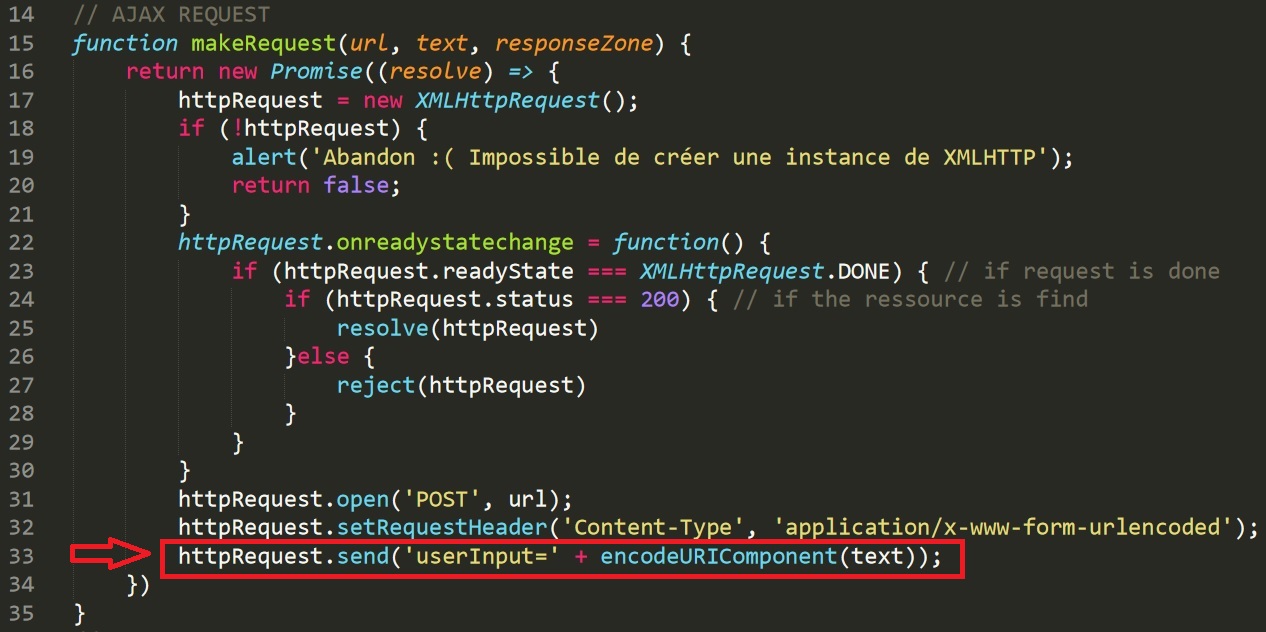 14 // AJAX REQUEST
15 function makeRequest(url, text, responseZone) {
16 return new Promise((resolve) => {
17 httpRequest = new XMLHttpRequest();
18 if (!httpRequest) {
19 alert('Abandon :( Impossible de créer une instance de XMLHTTP');
20 return false;
21 }
22 httpRequest.onreadystatechange = function() {
23 if (httpRequest.readyState === XMLHttpRequest.DONE) { // if request is done
24 if (httpRequest.status === 200) { // if the ressource is find
25 resolve(httpRequest)
26 }else {
27 reject(httpRequest)
28 }
29 }
30 }
31 httpRequest.open('POST', url);
32 httpRequest.setRequestHeader('Content-Type', 'application/x-www-form-urlencoded');
33 httpRequest.send('userInput=' + encodeURIComponent(text));
34 })
35 }